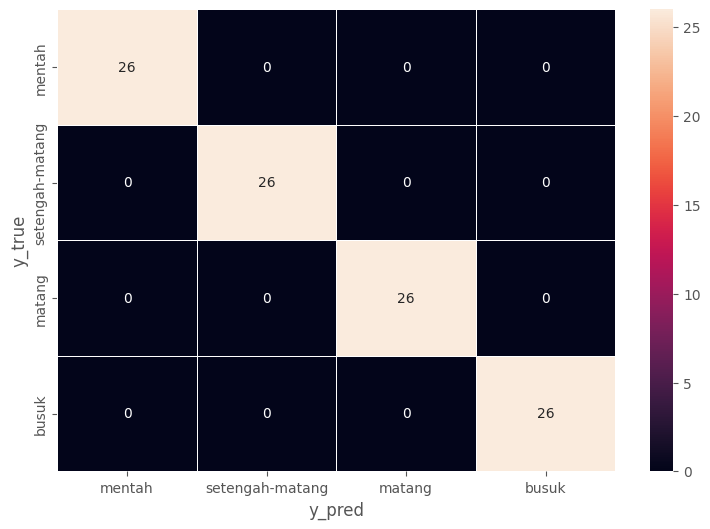 y_true
mentah
setengah-matang
matang
busuk
26 0 0 0
0 26 0 0
0 0 26 0
0 0 0 26
mentah setengah-matang matang busuk
y_pred
25
20
15
10
5
0